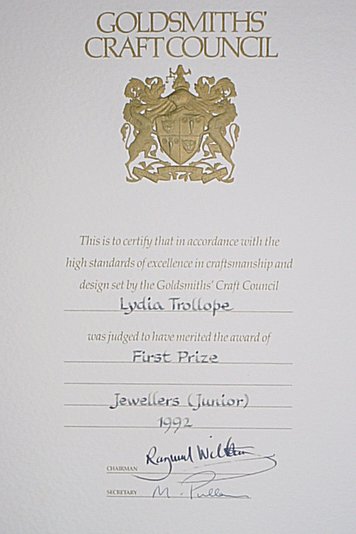 GOLDSMITHS'
CRAFT COUNCIL
This is to certify that in accordance with the
high standards of excellence in craftsmanship and
design set by the Goldsmiths' Craft Council
Lydia Trollope
was judged to have merited the award of
First Prize
Jewellers (Junior)
1992
CHAIRMAN
SECRETARY M.